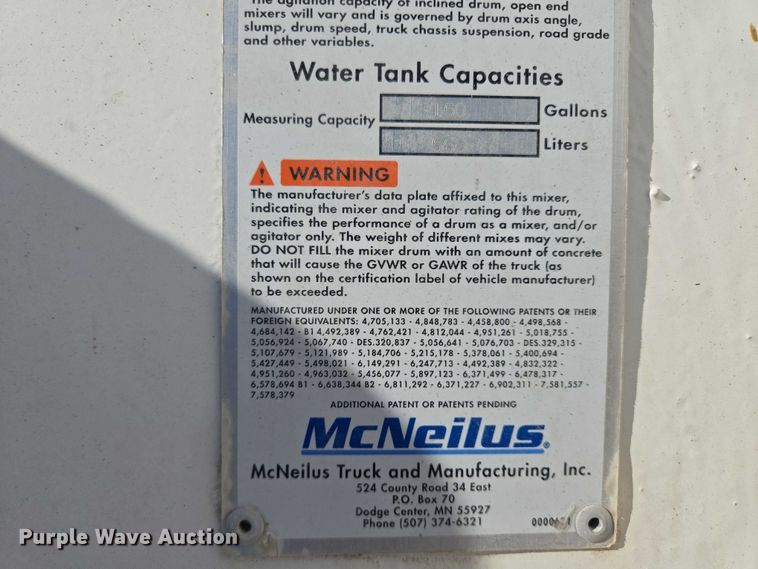 The agitation capacity of inclined drum, open end
mixers will vary and is governed by drum axis angle,
slump, drum speed, truck chassis suspension, road grade
and other variables.
Water Tank Capacities
Measuring Capacity
Gallons
Liters
WARNING
The manufacturer's data plate affixed to this mixer,
indicating the mixer and agitator rating of the drum,
specifies the performance of a drum as a mixer, and/or
agitator only. The weight of different mixes may vary.
DO NOT FILL the mixer drum with an amount of concrete
that will cause the GVWR or GAWR of the truck (as
shown on the certification label of vehicle manufacturer)
to be exceeded.
MANUFACTURED UNDER ONE OR MORE OF THE FOLLOWING PATENTS OR THEIR
FOREIGN EQUIVALENTS: 4,705,133 - 4,848,783 - 4,458,800 - 4,498,568 -
4,684,142 - B1 4,492,389 - 4,762,421 - 4,812,044 - 4,951,261 - 5,018,755 -
5,056,924 - 5,067,740 - DES.320,837 - 5,056,641 - 5,076,703 - DES.329,315 -
5,107,679 - 5,121,989 - 5,184,706 - 5,215,178 - 5,378,061 - 5,400,694 -
5,427,449 - 5,498,021 - 6,149,291 - 6,247,713 - 4,492,389 - 4,832,322 -
4,951,260 - 4,963,032 - 5,456,077 - 5,897,123 - 6,371,499 - 6,478,317 -
6,578,694 B1 - 6,638,344 B2 - 6,811,292 - 6,371,227 - 6,902,311 - 7,581,557 -
7,578,379
ADDITIONAL PATENT OR PATENTS PENDING
McNeilus®
McNeilus Truck and Manufacturing, Inc.
524 County Road 34 East
P.O. Box 70
Dodge Center, MN 55927
Phone (507) 374-6321
Purple Wave Auction